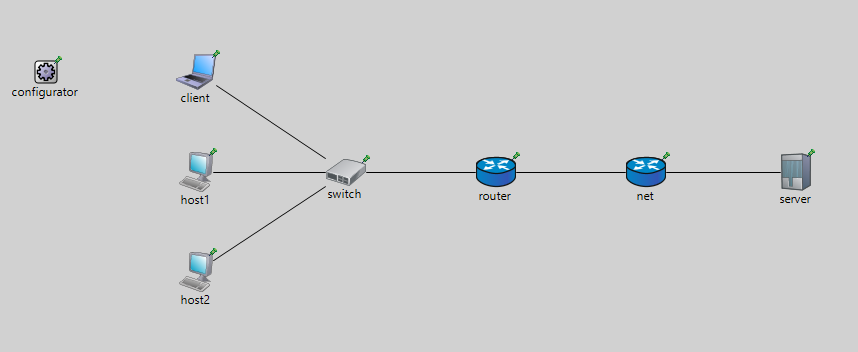 configurator
client
host1
switch
router
net
server
host2